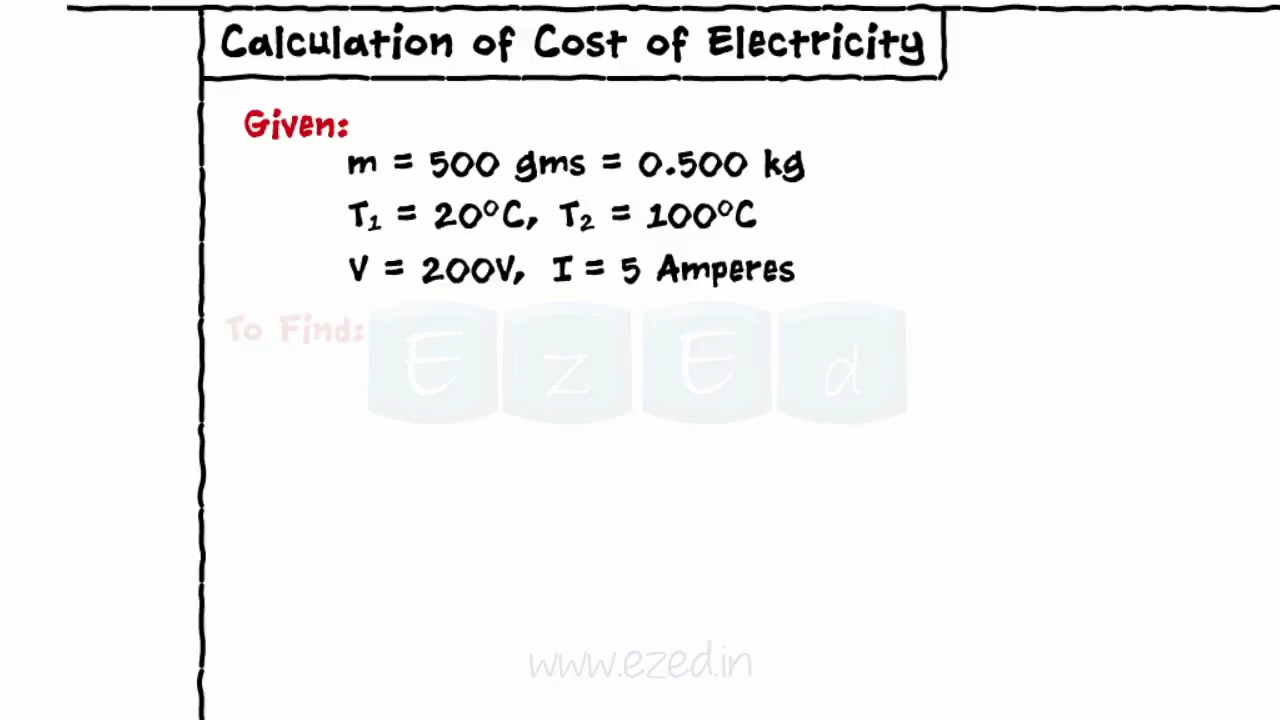 Calculation of Cost of Electricity
Given:
m = 500 gms = 0.500 kg
T₁ = 20°C, T₂ = 100°C
V = 200V, I = 5 Amperes
To Find:
E z E d
www.ezed.in